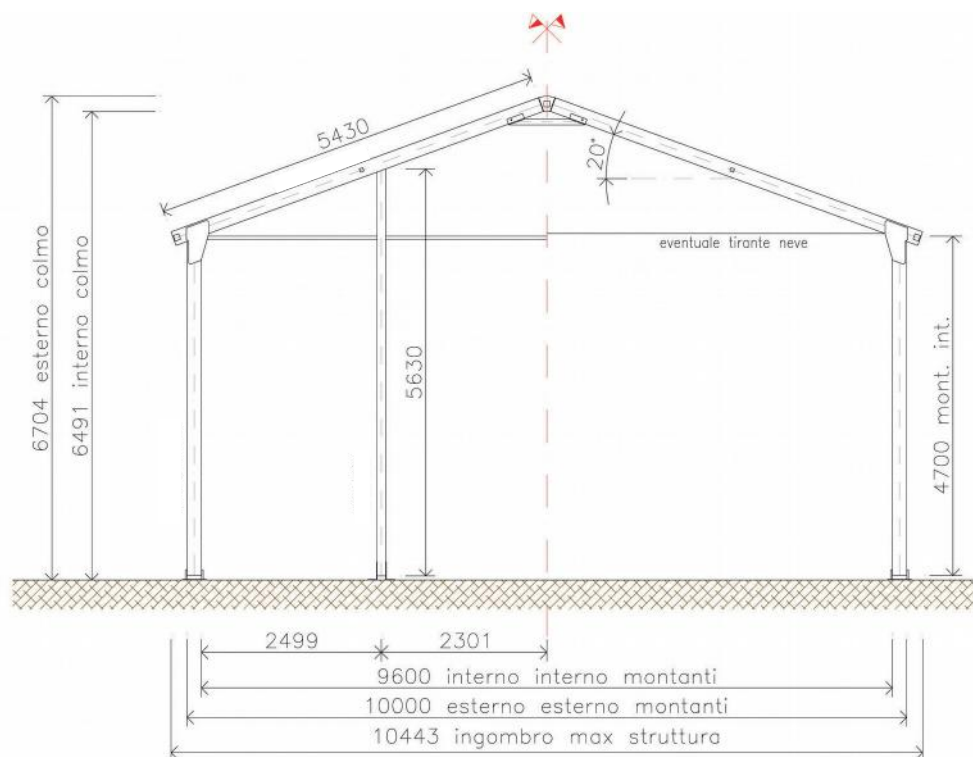 5430
20°
6704 esterno colmo
6491 interno colmo
eventuale tirante neve
5630
4700 mont. int.
2499
2301
9600 interno interno montanti
10000 esterno esterno montanti
10443 ingombro max struttura